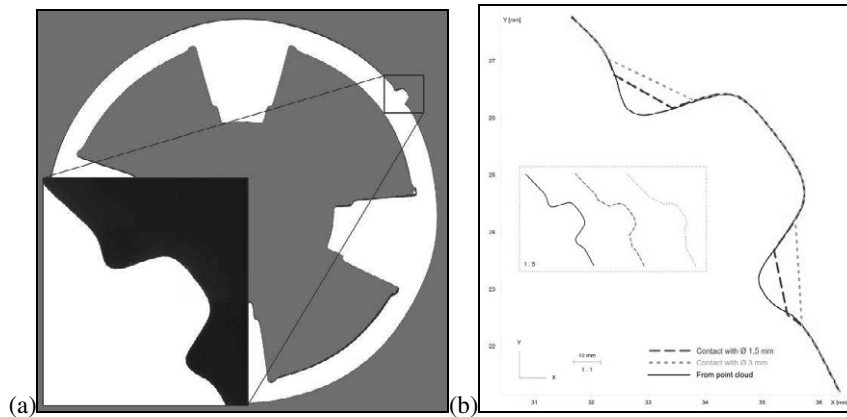 (a)
(b)
Y [mm]
27
26
25
24
23
22
1 : 5
Y
X
10 mm
1 : 1
Contact with Ø 1,5 mm
Contact with Ø 3 mm
From point cloud
31
32
33
34
35
36
X [mm]